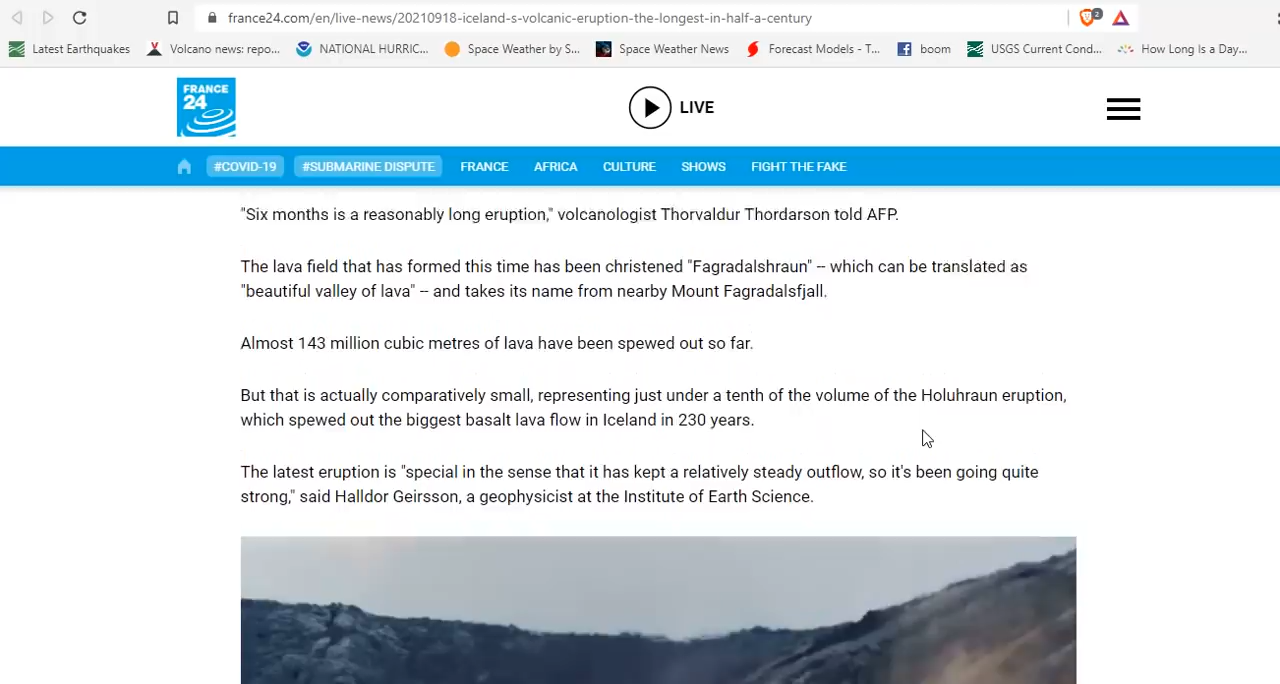 france24.com/en/live-news/20210918-iceland-s-volcanic-eruption-the-longest-in-half-a-century
2
Latest Earthquakes Volcano news: repo... NATIONAL HURRIC... Space Weather by S... Space Weather News Forecast Models - T... boom USGS Current Cond... How Long Is a Day...
FRANCE
24
LIVE
#COVID-19 #SUBMARINE DISPUTE FRANCE AFRICA CULTURE SHOWS FIGHT THE FAKE
"Six months is a reasonably long eruption," volcanologist Thorvaldur Thordarson told AFP.
The lava field that has formed this time has been christened "Fagradalshraun" -- which can be translated as
"beautiful valley of lava" -- and takes its name from nearby Mount Fagradalsfjall.
Almost 143 million cubic metres of lava have been spewed out so far.
But that is actually comparatively small, representing just under a tenth of the volume of the Holuhraun eruption,
which spewed out the biggest basalt lava flow in Iceland in 230 years.
The latest eruption is "special in the sense that it has kept a relatively steady outflow, so it's been going quite
strong," said Halldor Geirsson, a geophysicist at the Institute of Earth Science.